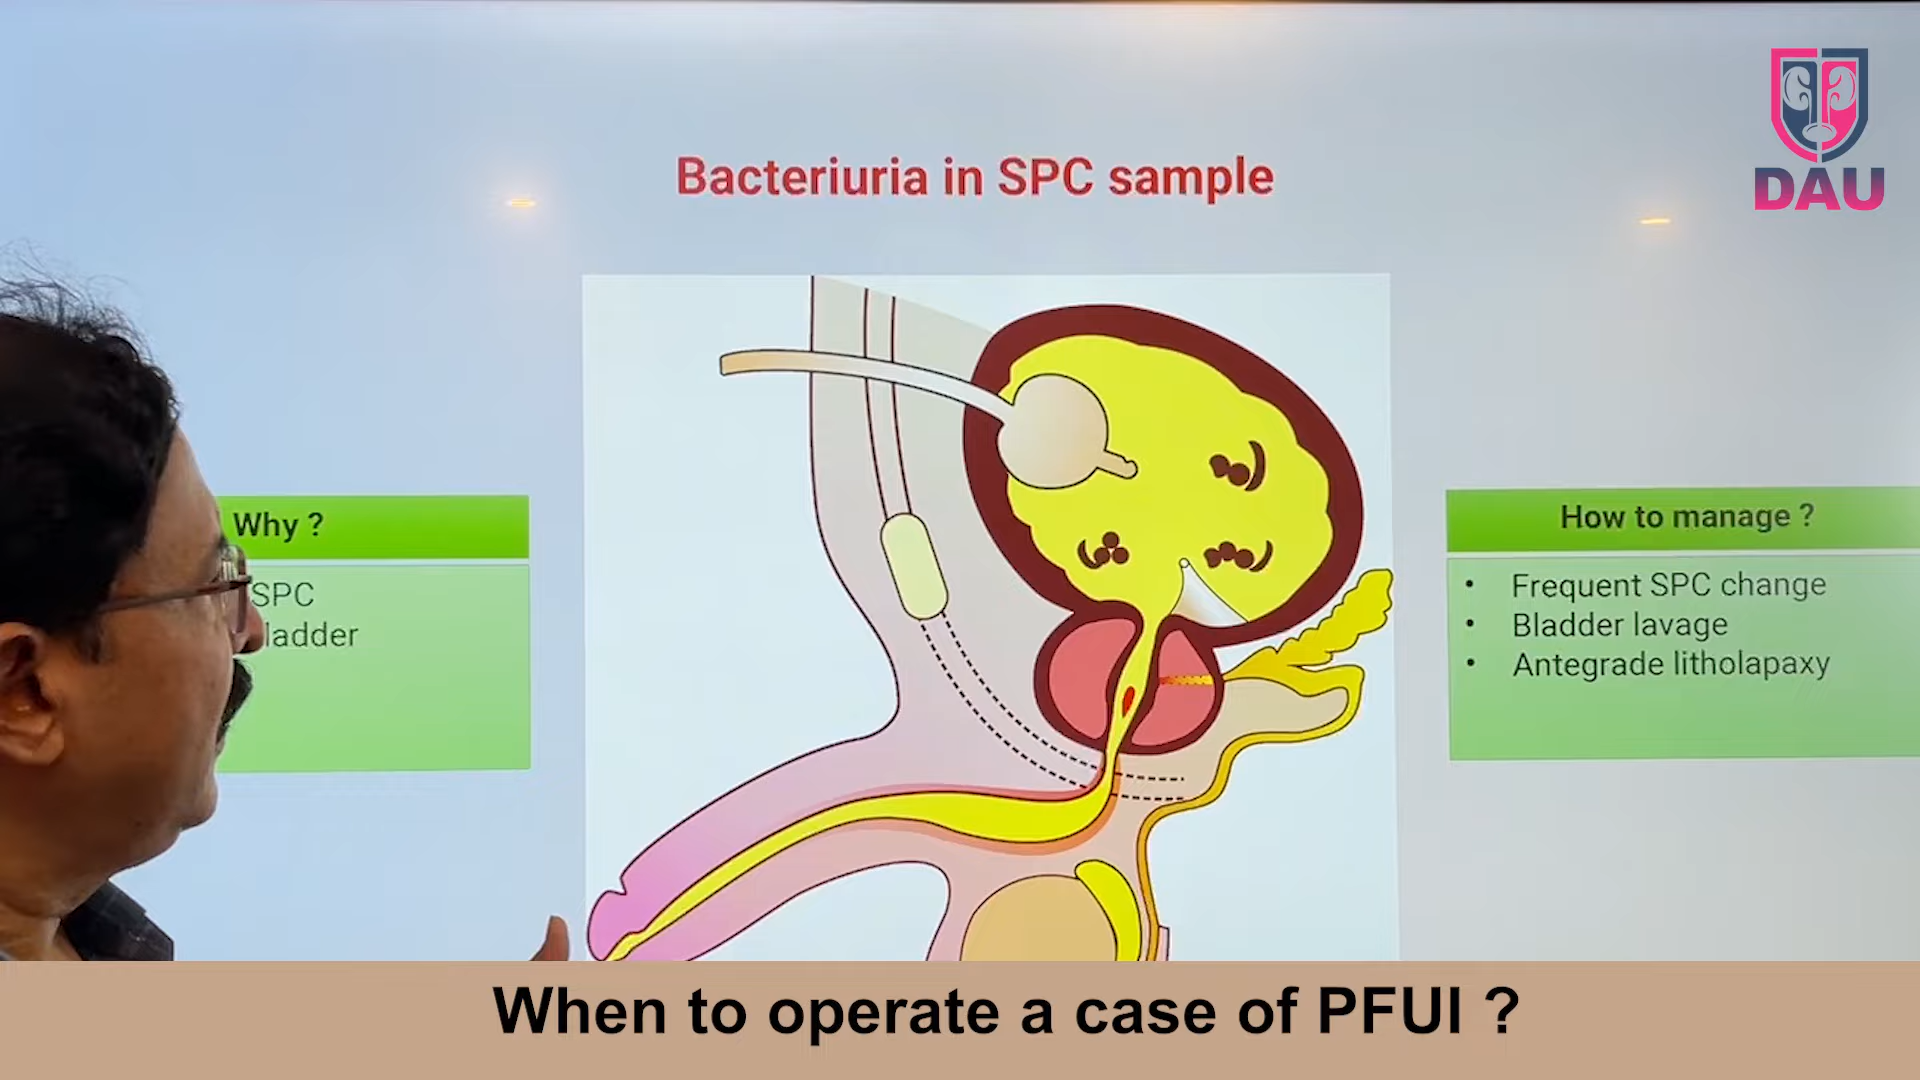 DAU
Bacteriuria in SPC sample
Why ?
SPC
ladder
How to manage ?
• Frequent SPC change
• Bladder lavage
• Antegrade litholapaxy
When to operate a case of PFUI ?